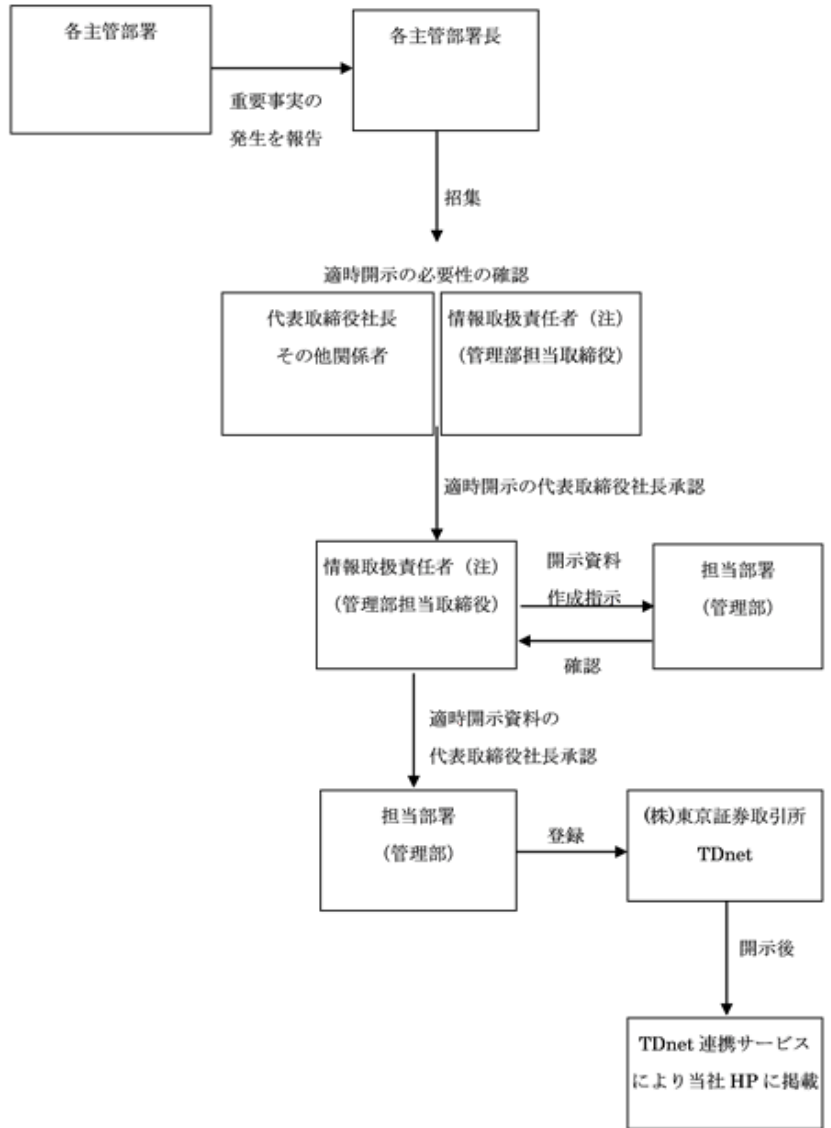 各主管部署
各主管部署長
重要事実の
発生を報告
招集
適時開示の必要性の確認
代表取締役社長
その他関係者
情報取扱責任者（注）
（管理部担当取締役）
適時開示の代表取締役社長承認
情報取扱責任者（注）
（管理部担当取締役）
開示資料
作成指示
確認
担当部署
（管理部）
適時開示資料の
代表取締役社長承認
担当部署
（管理部）
登録
(株)東京証券取引所
TDnet
開示後
TDnet 連携サービス
により当社 HP に掲載